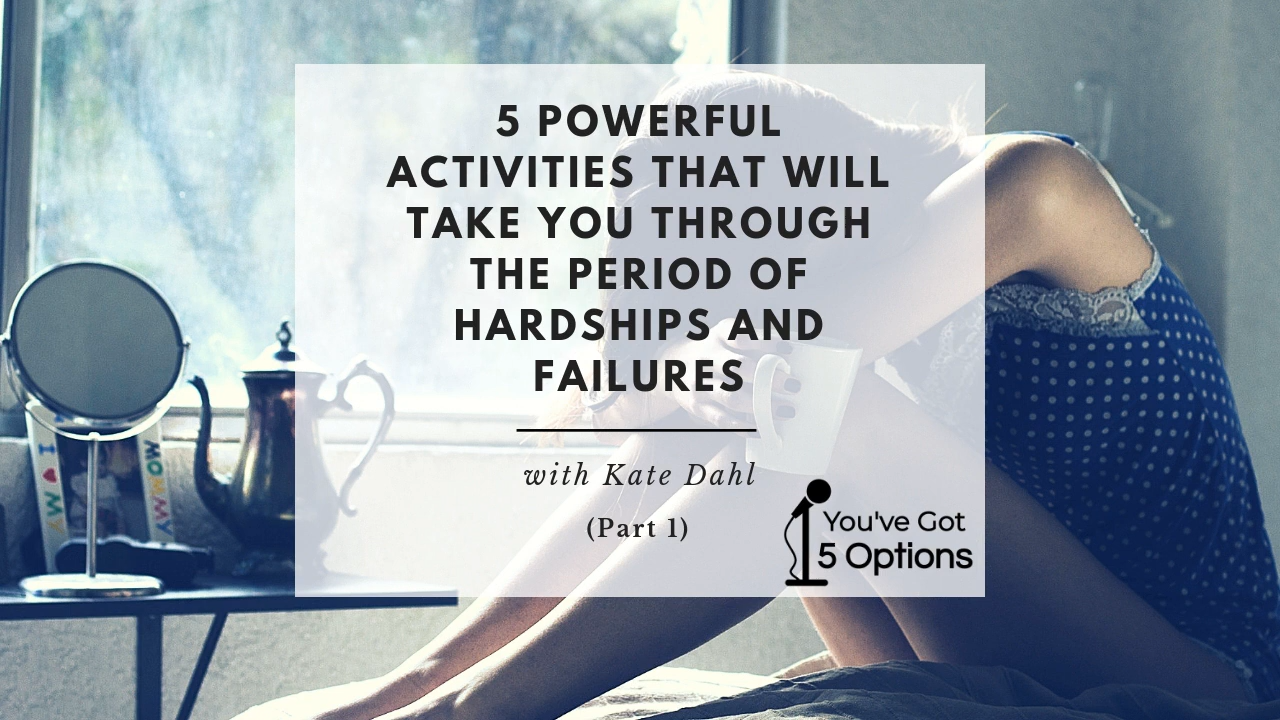 5 POWERFUL
ACTIVITIES THAT WILL
TAKE YOU THROUGH
THE PERIOD OF
HARDSHIPS AND
FAILURES
with Kate Dahl
(Part 1)
You've Got
5 Options
I ♥ MY
MOMMY